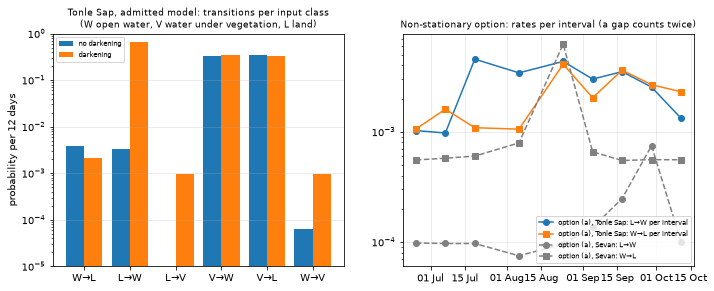 Tonle Sap, admitted model: transitions per input class
(W open water, V water under vegetation, L land)
no darkening
darkening
probability per 12 days
10⁰
10⁻¹
10⁻²
10⁻³
10⁻⁴
10⁻⁵
W→L
L→W
L→V
V→W
V→L
W→V
Non-stationary option: rates per interval (a gap counts twice)
10⁻³
10⁻⁴
option (a), Tonle Sap: L→W per interval
option (a), Tonle Sap: W→L per interval
option (a), Sevan: L→W
option (a), Sevan: W→L
01 Jul
15 Jul
01 Aug
15 Aug
01 Sep
15 Sep
01 Oct
15 Oct